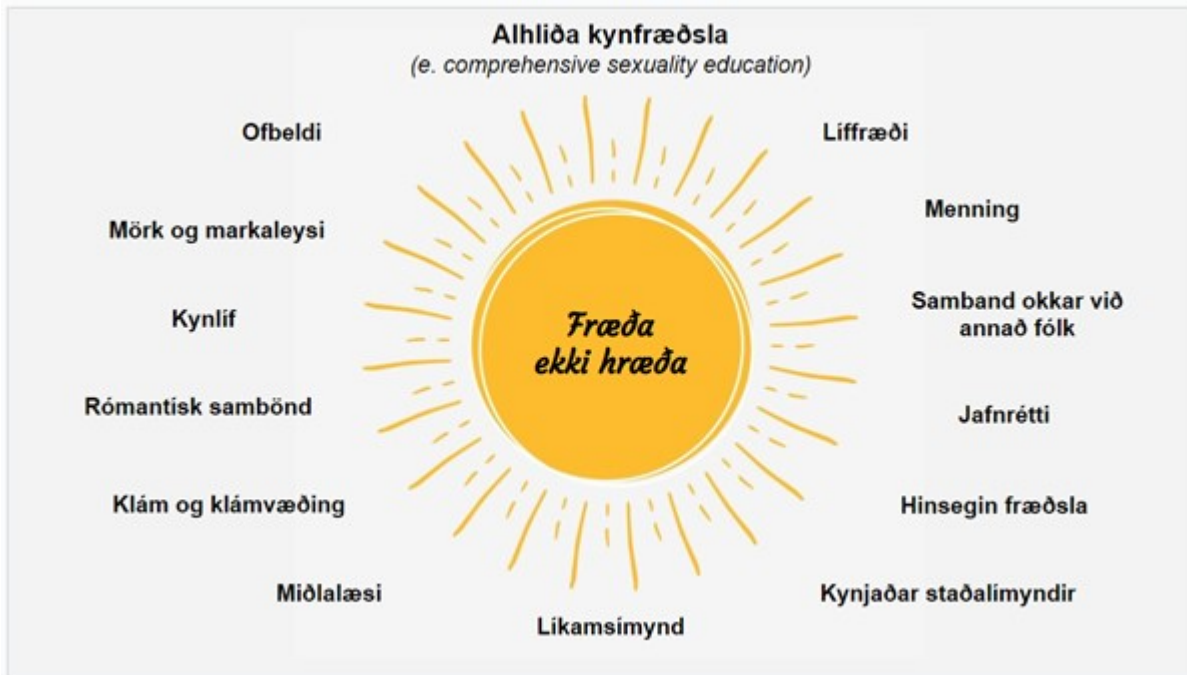 Alhliða kynfræðsla
(e. comprehensive sexuality education)
Ofbeldi
Líffræði
Mörk og markaleysi
Menning
Kynlíf
Samband okkar við
annað fólk
Fræða
ekki hræða
Rómantísk sambönd
Jafnrétti
Klám og klámvæðing
Hinsegin fræðsla
Miðlalæsi
Kynjaðar staðalímyndir
Líkamsímynd